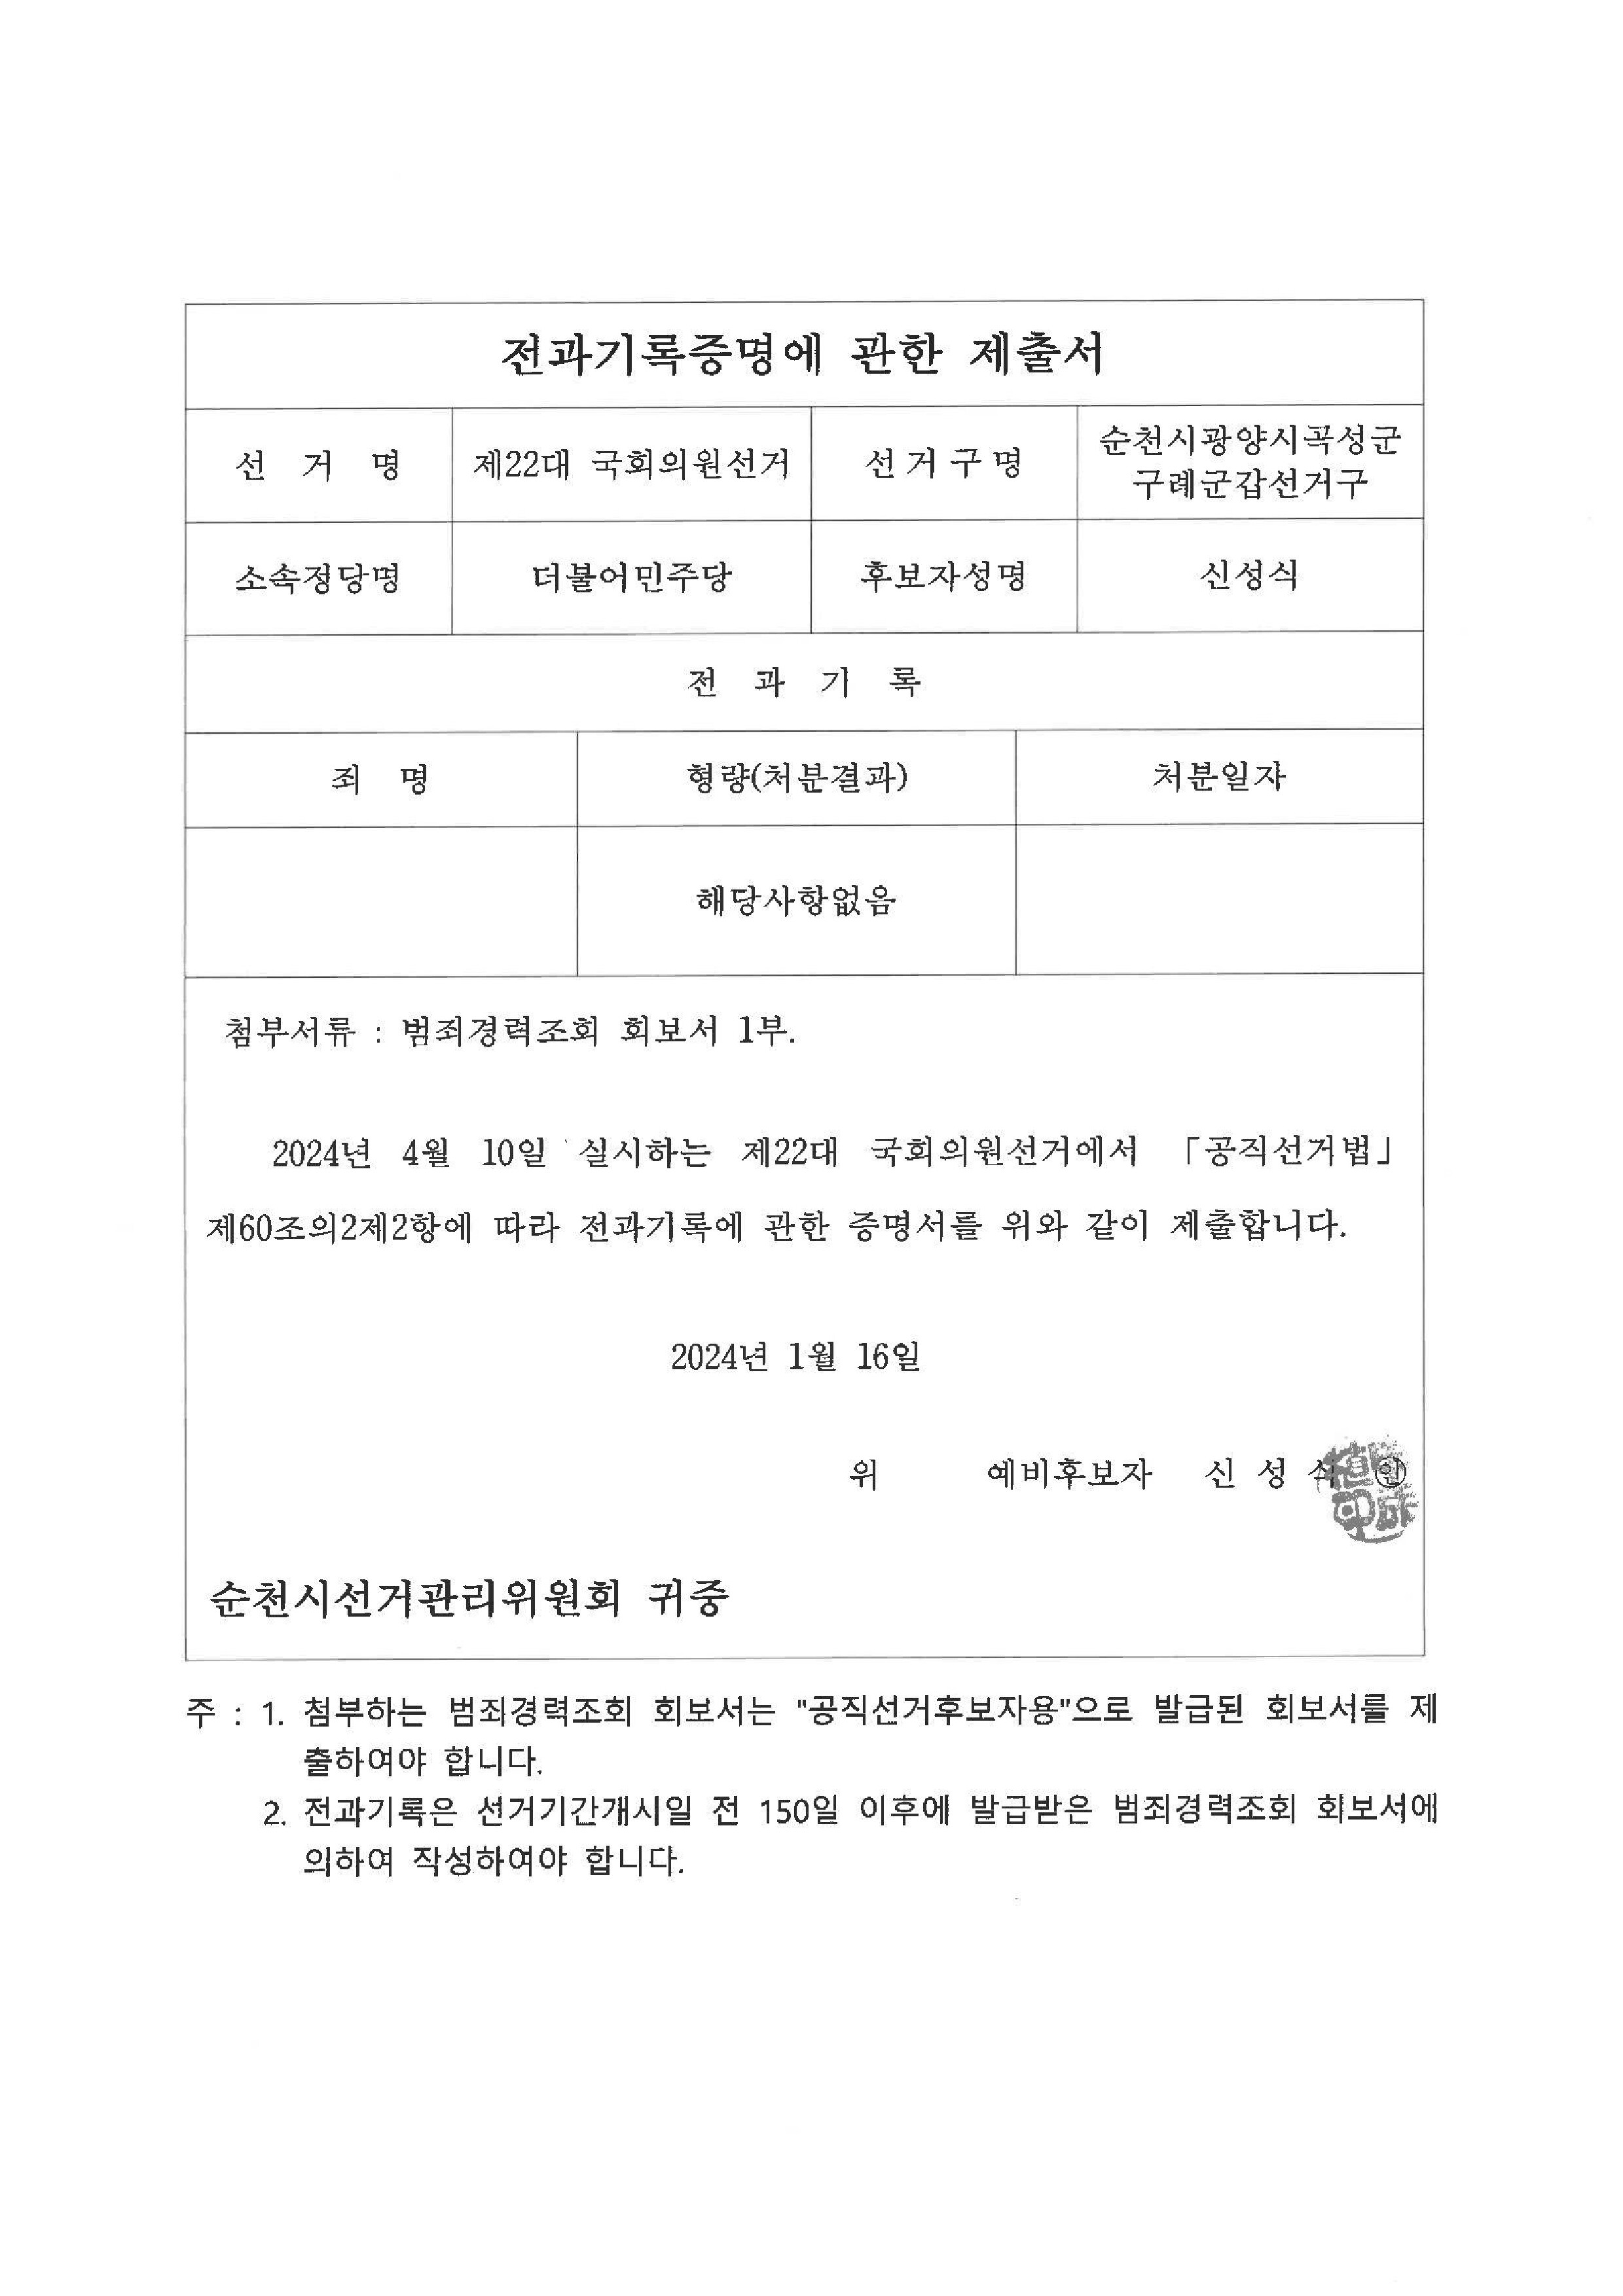 전과기록증명에 관한 제출서
선 거 명 제22대 국회의원선거 선거구명 순천시광양시곡성군
구례군갑선거구
소속정당명 더불어민주당 후보자성명 신성식
전 과 기 록
죄 명 형량(처분결과) 처분일자
해당사항없음
첨부서류 : 범죄경력조회 회보서 1부.
2024년 4월 10일 실시하는 제22대 국회의원선거에서 「공직선거법」
제60조의2제2항에 따라 전과기록에 관한 증명서를 위와 같이 제출합니다.
2024년 1월 16일
위 예비후보자 신 성 식 ㊞
순천시선거관리위원회 귀중
주 : 1. 첨부하는 범죄경력조회 회보서는 "공직선거후보자용"으로 발급된 회보서를 제
출하여야 합니다.
2. 전과기록은 선거기간개시일 전 150일 이후에 발급받은 범죄경력조회 회보서에
의하여 작성하여야 합니다.